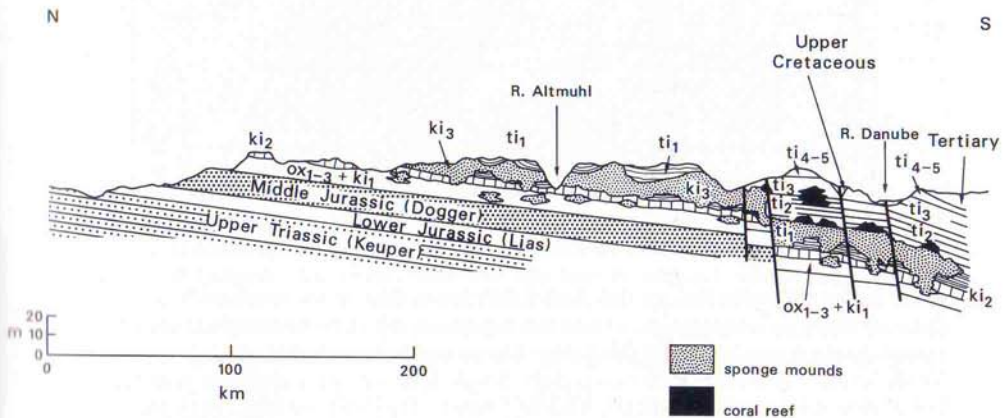 N
S
Upper
Cretaceous
R. Altmuhl
R. Danube
Tertiary
ki2
ki3
ti1
ti1
ti4-5
ti4-5
ox1-3 + ki1
ki3
ti3
ti2
ti1
ti3
ti2
Middle Jurassic (Dogger)
Lower Jurassic (Lias)
Upper Triassic (Keuper)
ki2
ox1-3 + ki1
20
m 10
0
0
100
200
km
sponge mounds
coral reef